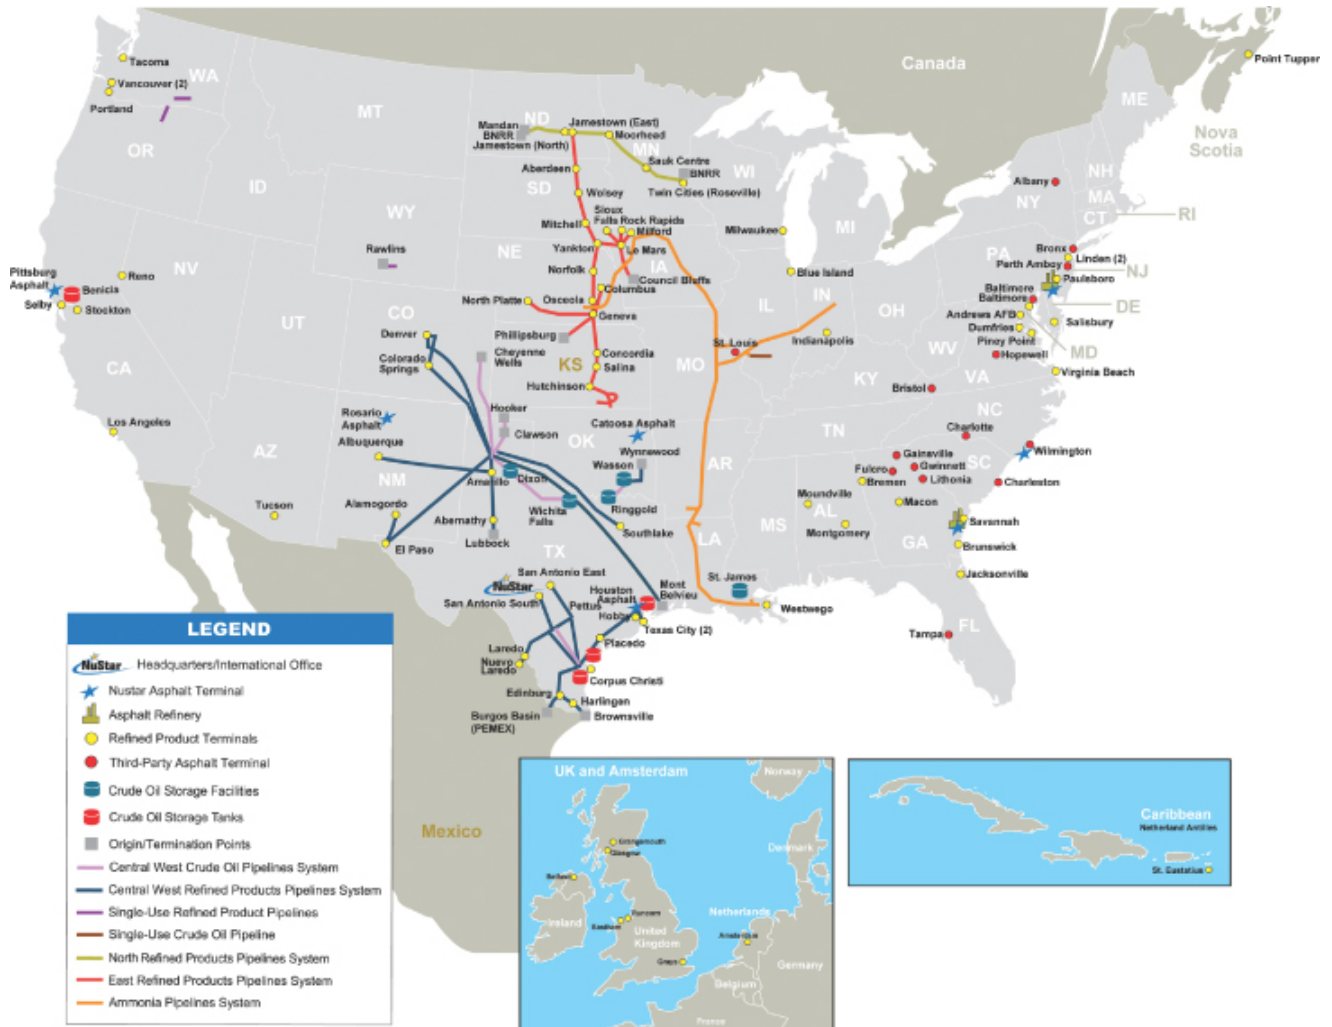 Canada
Point Tupper
Nova
Scotia
Tacoma
WA
Vancouver (2)
Portland
OR
MT
ID
WY
Rawlins
NV
Reno
Pittsburg
Asphalt
Benicia
Selby
Stockton
CA
UT
CO
Denver
Colorado
Springs
Los Angeles
AZ
Tucson
NM
Rosario
Asphalt
Albuquerque
Alamogordo
El Paso
ND
Mandan
BNRR
Jamestown (North)
Jamestown (East)
Moorhead
MN
Sauk Centre
BNRR
Twin Cities (Roseville)
Aberdeen
SD
Wolsey
Mitchell
Sioux
Falls
Rock Rapids
Milford
Yankton
Le Mars
NE
IA
Norfolk
Council Bluffs
Columbus
North Platte
Osceola
Geneva
Phillipsburg
Concordia
KS
Salina
Hutchinson
Cheyenne
Wells
Hooker
Clawson
OK
Catoosa Asphalt
Wynnewood
Wasson
Ringgold
Amarillo
Dixon
Wichita
Falls
Abernathy
Lubbock
Southlake
TX
NuStar
San Antonio East
San Antonio South
Pettus
Houston
Asphalt
Mont
Belvieu
Hobby
Texas City (2)
Placedo
Laredo
Nuevo
Laredo
Corpus Christi
Edinburg
Harlingen
Burgos Basin
(PEMEX)
Brownsville
Mexico
WI
Milwaukee
MI
Blue Island
IL
IN
Indianapolis
OH
MO
St. Louis
KY
TN
AR
MS
LA
St. James
Westwego
AL
Moundville
Montgomery
GA
Gainsville
Gwinnett
Fulcro
Bremen
Lithonia
Macon
SC
Charleston
Savannah
Brunswick
Jacksonville
FL
Tampa
NC
Charlotte
Wilmington
Bristol
VA
WV
Hopewell
Virginia Beach
ME
NH
MA
CT
RI
NY
Albany
PA
Bronx
Linden (2)
Perth Amboy
NJ
Paulsboro
Baltimore
Baltimore
DE
Andrews AFB
Salisbury
Dumfries
Piney Point
MD
LEGEND
NuStar Headquarters/International Office
Nustar Asphalt Terminal
Asphalt Refinery
Refined Product Terminals
Third-Party Asphalt Terminal
Crude Oil Storage Facilities
Crude Oil Storage Tanks
Origin/Termination Points
Central West Crude Oil Pipelines System
Central West Refined Products Pipelines System
Single-Use Refined Product Pipelines
Single-Use Crude Oil Pipeline
North Refined Products Pipelines System
East Refined Products Pipelines System
Ammonia Pipelines System
UK and Amsterdam
Norway
Grangemouth
Glasgow
Denmark
Belfast
Runcorn
Eastham
Ireland
United
Kingdom
Netherlands
Amsterdam
Grays
Germany
Belgium
France
Caribbean
Netherland Antilles
St. Eustatius